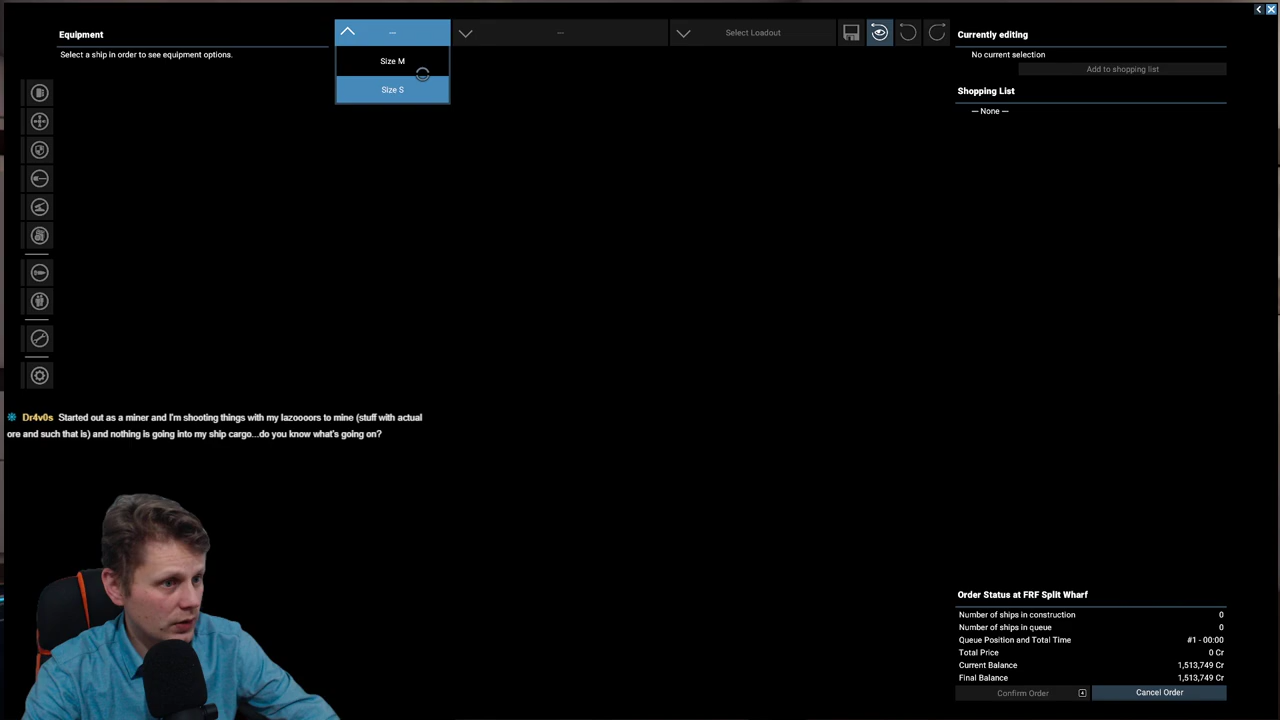 Equipment
Select a ship in order to see equipment options.
---
---
Select Loadout
Size M
Size S
Currently editing
No current selection
Add to shopping list
Shopping List
--- None ---
Dr4v0s Started out as a miner and I'm shooting things with my lazoooors to mine (stuff with actual
ore and such that is) and nothing is going into my ship cargo...do you know what's going on?
Order Status at FRF Split Wharf
Number of ships in construction 0
Number of ships in queue 0
Queue Position and Total Time #1 - 00:00
Total Price 0 Cr
Current Balance 1,513,749 Cr
Final Balance 1,513,749 Cr
Confirm Order
Cancel Order